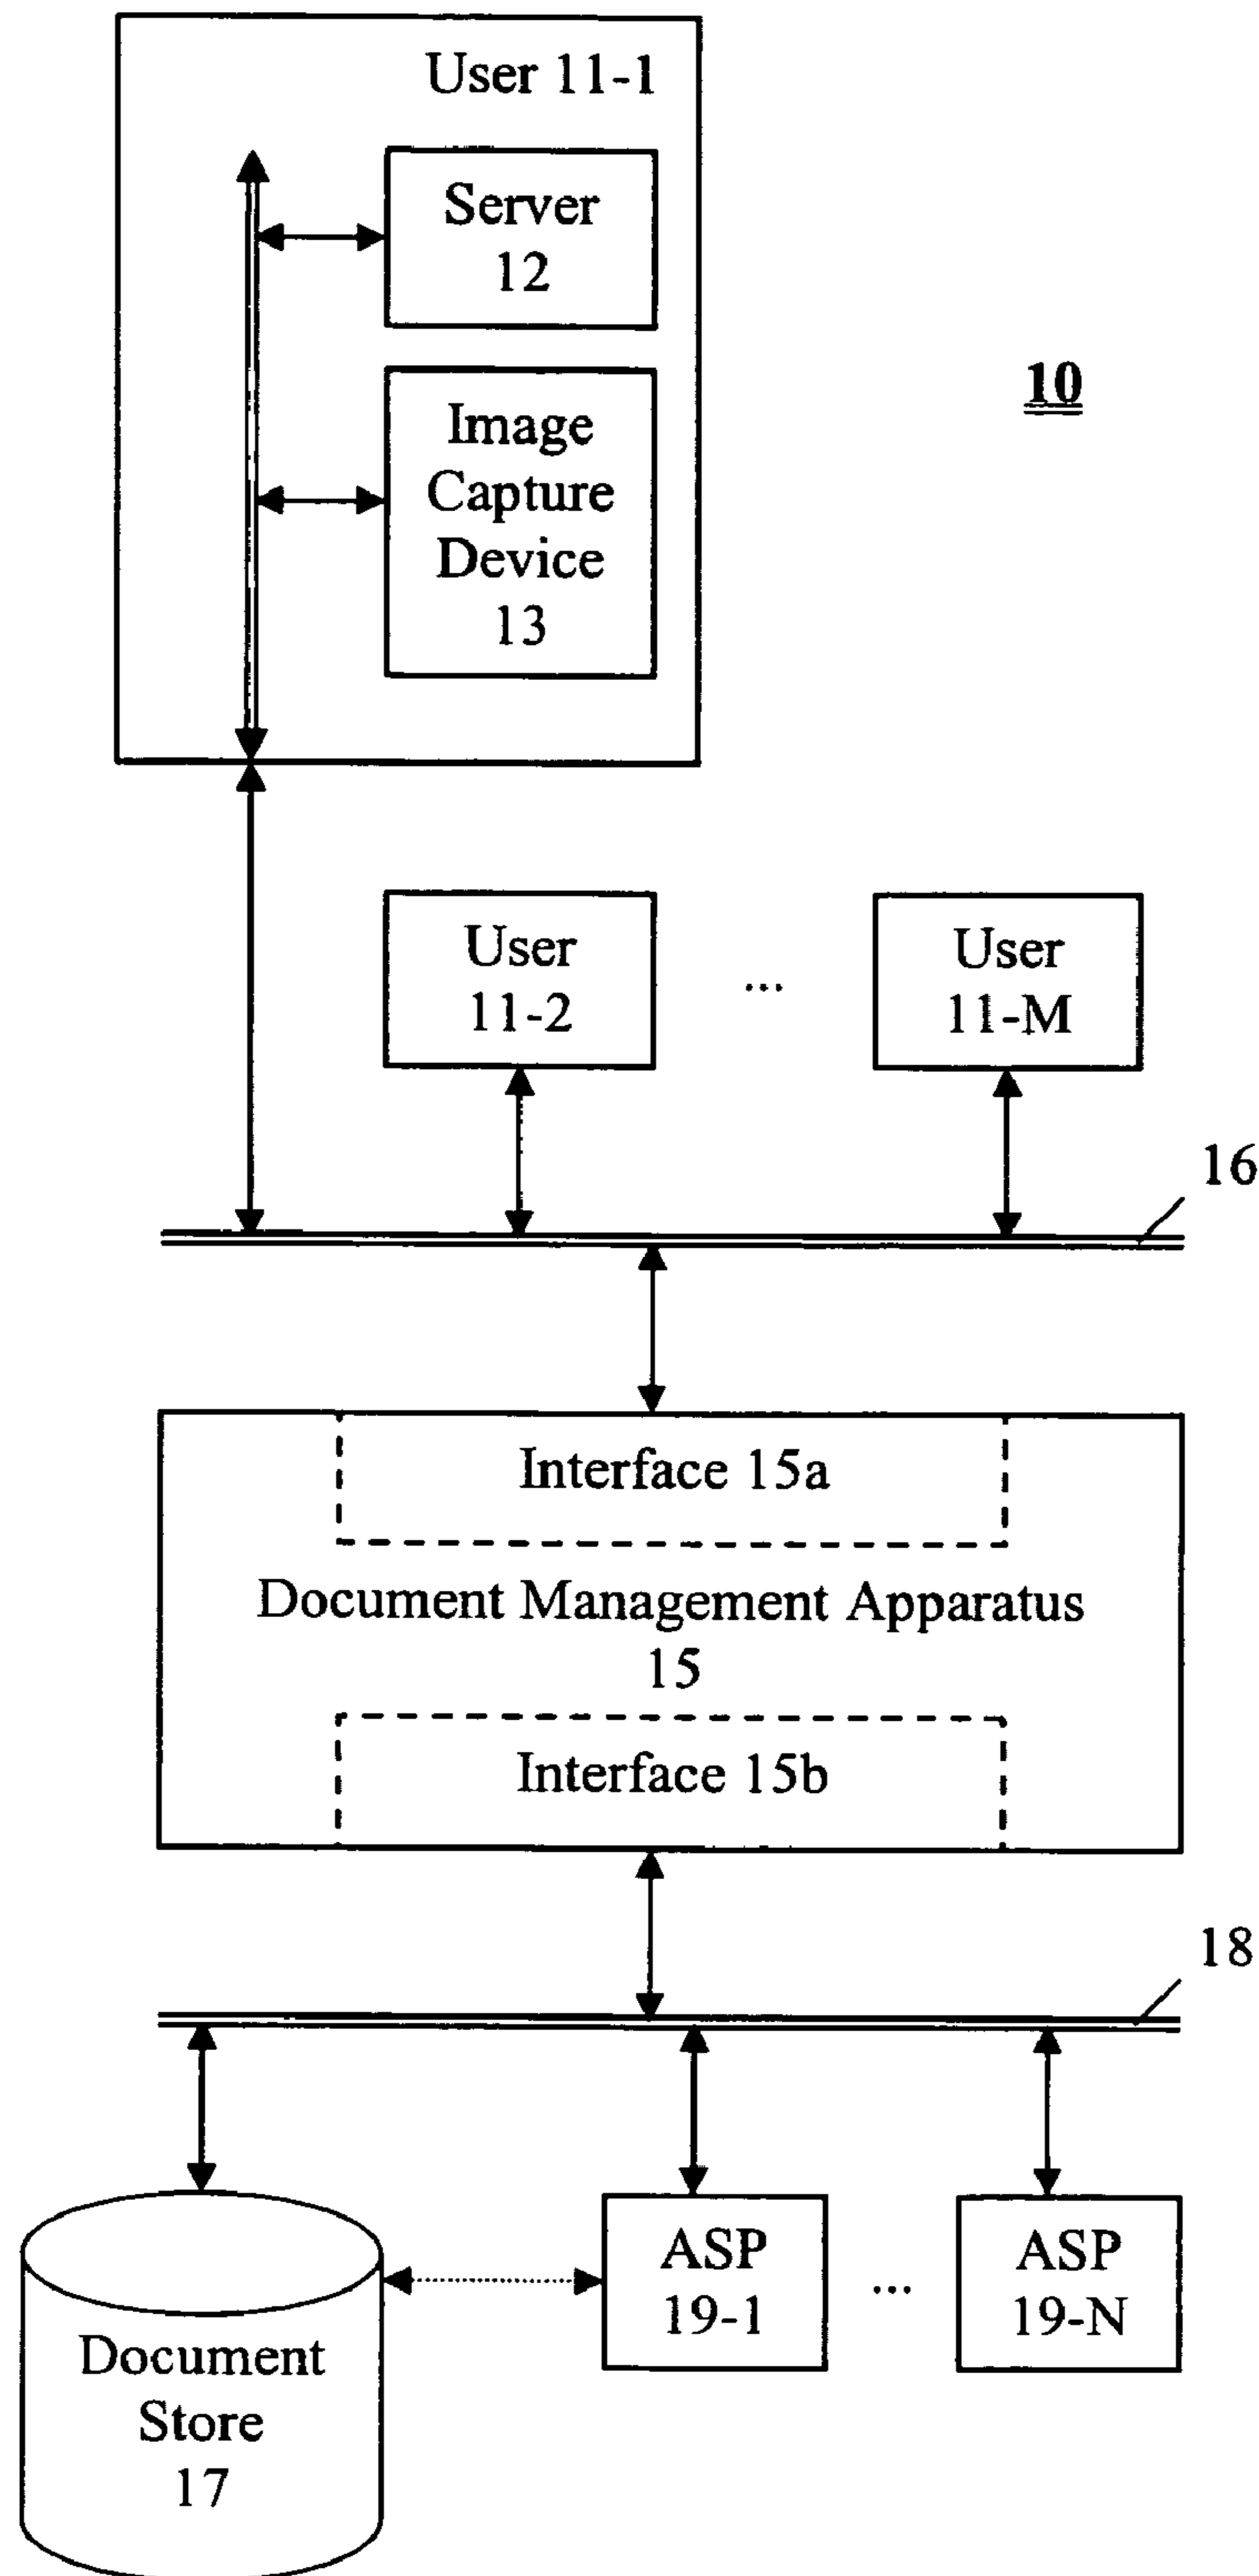 User 11-1
Server
12
10
Image
Capture
Device
13
User
11-2
...
User
11-M
16
Interface 15a
Document Management Apparatus
15
Interface 15b
18
ASP
19-1
...
ASP
19-N
Document
Store
17